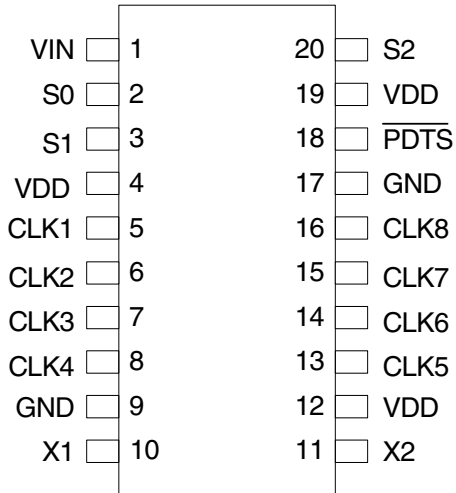 VIN 1 20 S2
S0 2 19 VDD
S1 3 18 PDTS
VDD 4 17 GND
CLK1 5 16 CLK8
CLK2 6 15 CLK7
CLK3 7 14 CLK6
CLK4 8 13 CLK5
GND 9 12 VDD
X1 10 11 X2